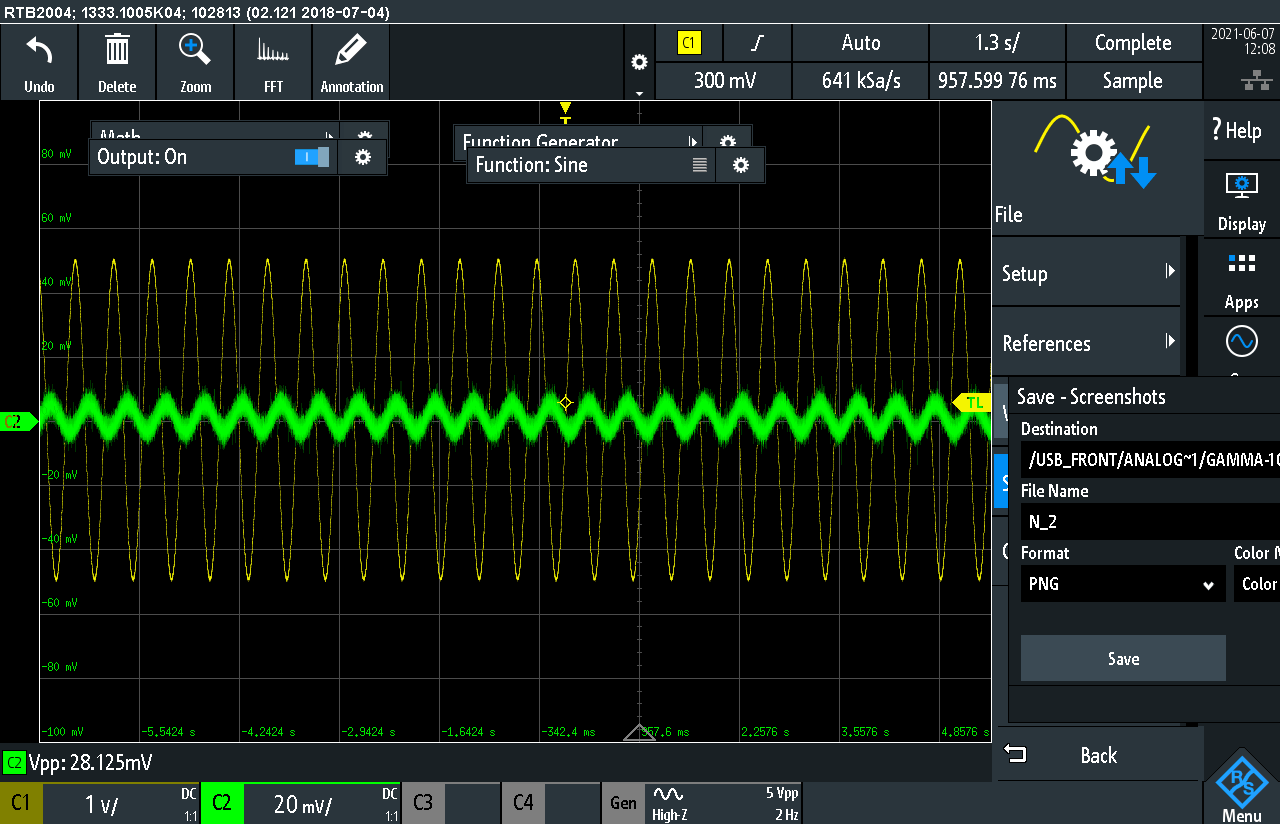 RTB2004; 1333.1005K04; 102813 (02.121 2018-07-04)
Undo
Delete
Zoom
FFT
Annotation
C1
Auto
1.3 s/
Complete
300 mV
641 kSa/s
957.599 76 ms
Sample
2021-06-07
12:08
Math
Output: On
Function Generator
Function: Sine
T
80 mV
60 mV
40 mV
20 mV
C2
TL
-20 mV
-40 mV
-60 mV
-80 mV
-100 mV
-5.5424 s
-4.2424 s
-2.9424 s
-1.6424 s
-342.4 ms
957.6 ms
2.2576 s
3.5576 s
4.8576 s
File
Setup
References
? Help
Display
Apps
Save - Screenshots
Destination
/USB_FRONT/ANALOG~1/GAMMA-10
File Name
N_2
Format
Color
PNG
Color
Save
Back
Menu
C2 Vpp: 28.125mV
C1
1 V/
DC
1:1
C2
20 mV/
DC
1:1
C3
C4
Gen
High-Z
5 Vpp
2 Hz
R&S